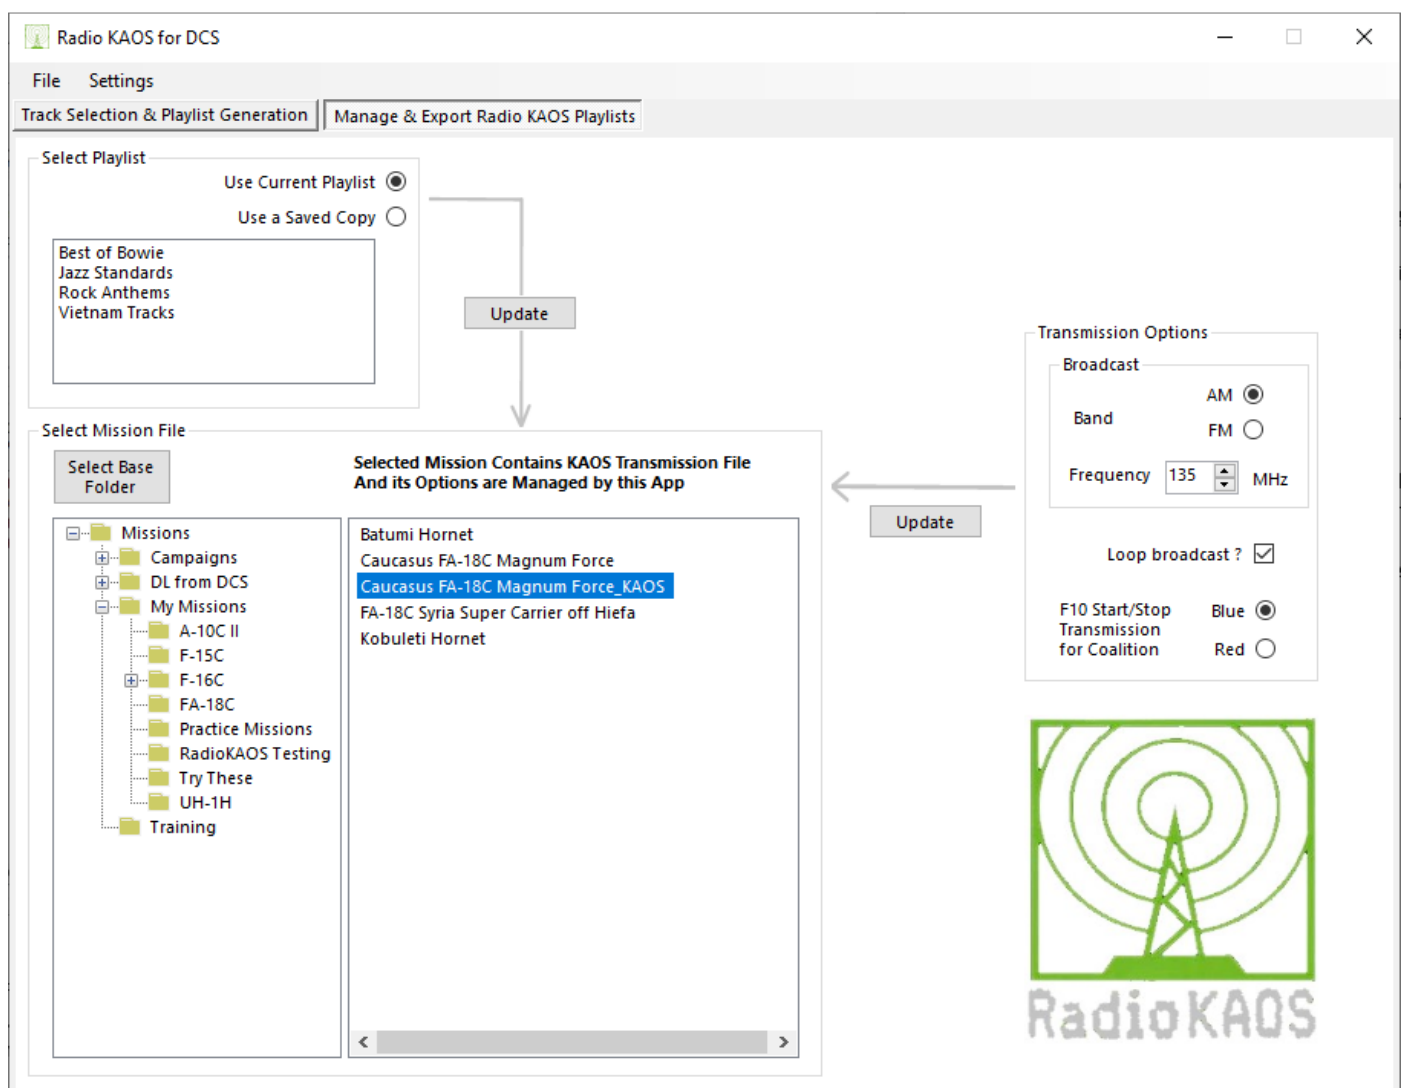 Radio KAOS for DCS
File Settings
Track Selection & Playlist Generation
Manage & Export Radio KAOS Playlists
Select Playlist
Use Current Playlist
Use a Saved Copy
Best of Bowie
Jazz Standards
Rock Anthems
Vietnam Tracks
Update
Select Mission File
Select Base
Folder
Selected Mission Contains KAOS Transmission File
And its Options are Managed by this App
Missions
Campaigns
DL from DCS
My Missions
A-10C II
F-15C
F-16C
FA-18C
Practice Missions
RadioKAOS Testing
Try These
UH-1H
Training
Batumi Hornet
Caucasus FA-18C Magnum Force
Caucasus FA-18C Magnum Force_KAOS
FA-18C Syria Super Carrier off Hiefa
Kobuleti Hornet
Update
Transmission Options
Broadcast
Band
AM
FM
Frequency 135 MHz
Loop broadcast ?
F10 Start/Stop
Transmission
for Coalition
Blue
Red
RadioKAOS